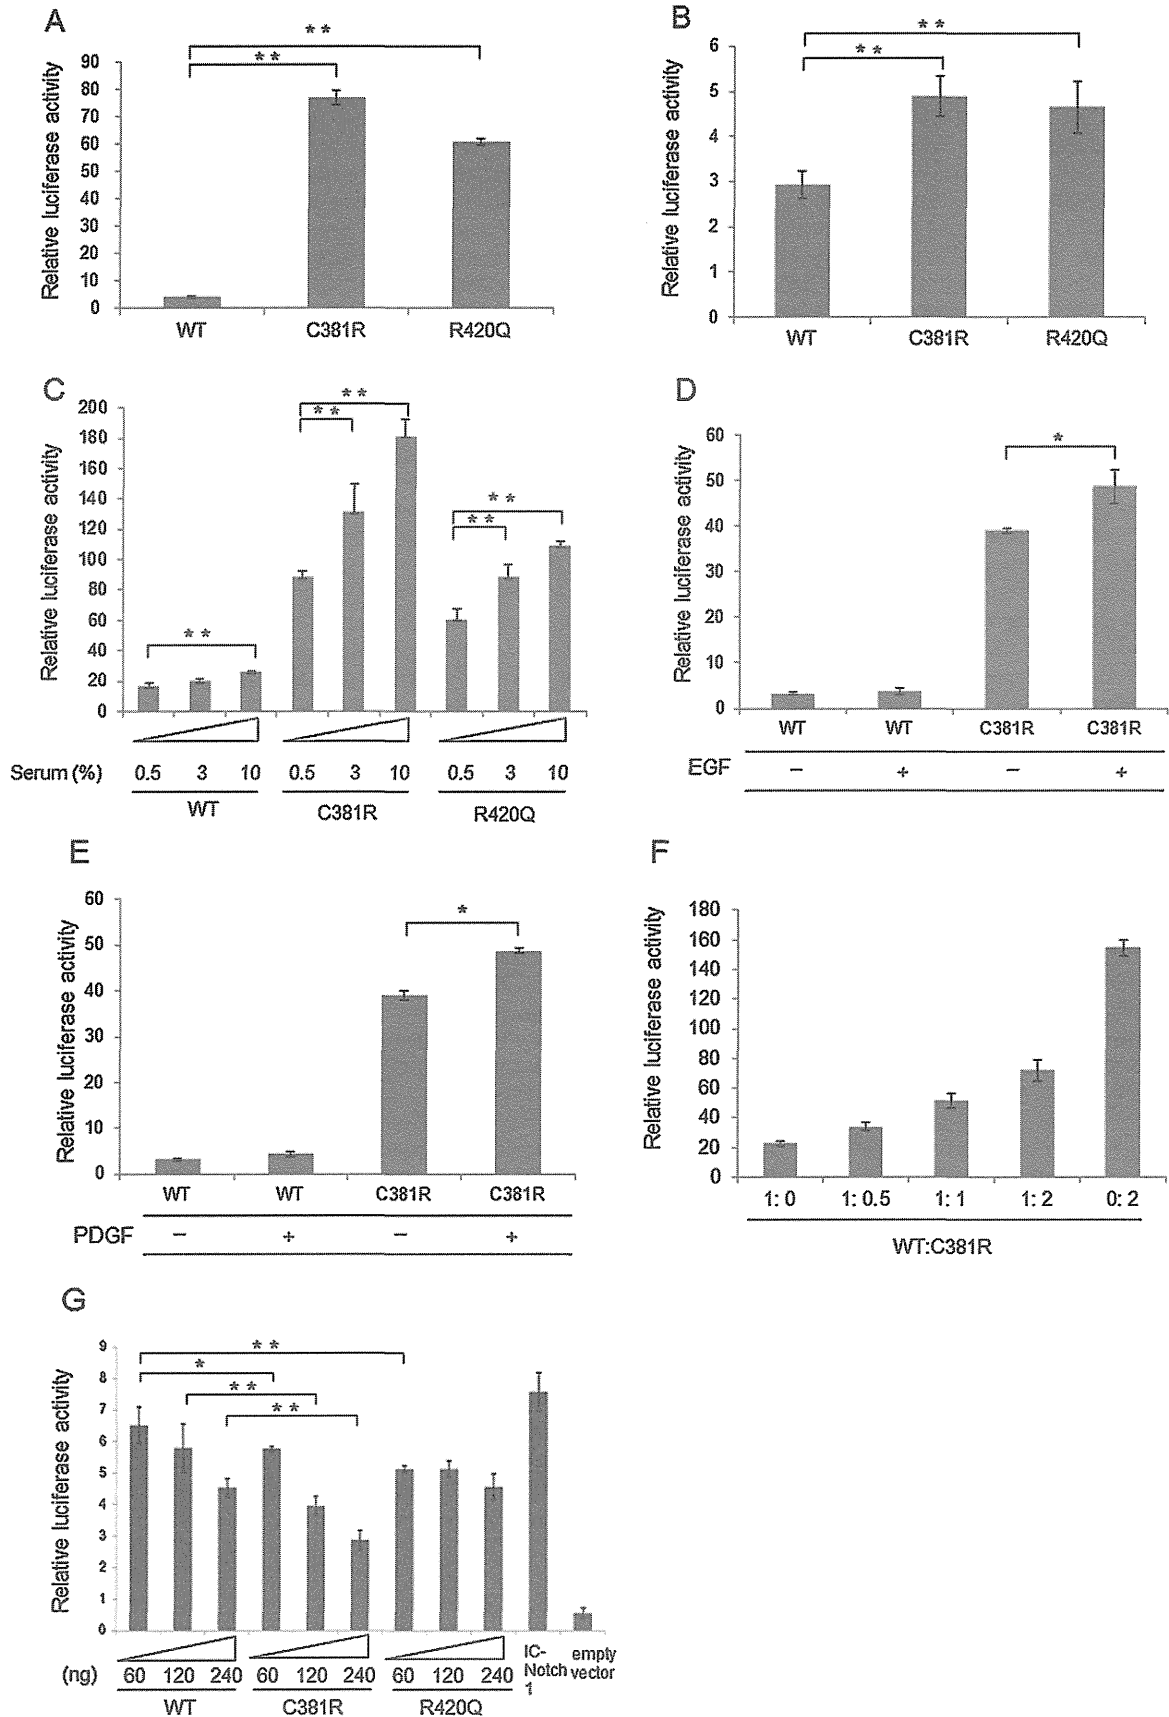 A
Relative luciferase activity
90
80
70
60
50
40
30
20
10
0
* *
* *
WT C381R R420Q
B
Relative luciferase activity
6
5
4
3
2
1
0
* *
* *
WT C381R R420Q
C
Relative luciferase activity
200
180
160
140
120
100
80
60
40
20
0
* *
* *
* *
* *
* *
Serum (%) 0.5 3 10 0.5 3 10 0.5 3 10
WT C381R R420Q
D
Relative luciferase activity
60
50
40
30
20
10
0
*
WT WT C381R C381R
EGF − + − +
E
Relative luciferase activity
60
50
40
30
20
10
0
*
WT WT C381R C381R
PDGF − + − +
F
Relative luciferase activity
180
160
140
120
100
80
60
40
20
0
1: 0 1: 0.5 1: 1 1: 2 0: 2
WT:C381R
G
Relative luciferase activity
9
8
7
6
5
4
3
2
1
0
* *
*
* *
* *
(ng) 60 120 240 60 120 240 60 120 240
WT C381R R420Q
IC-
Notch
1
empty
vector